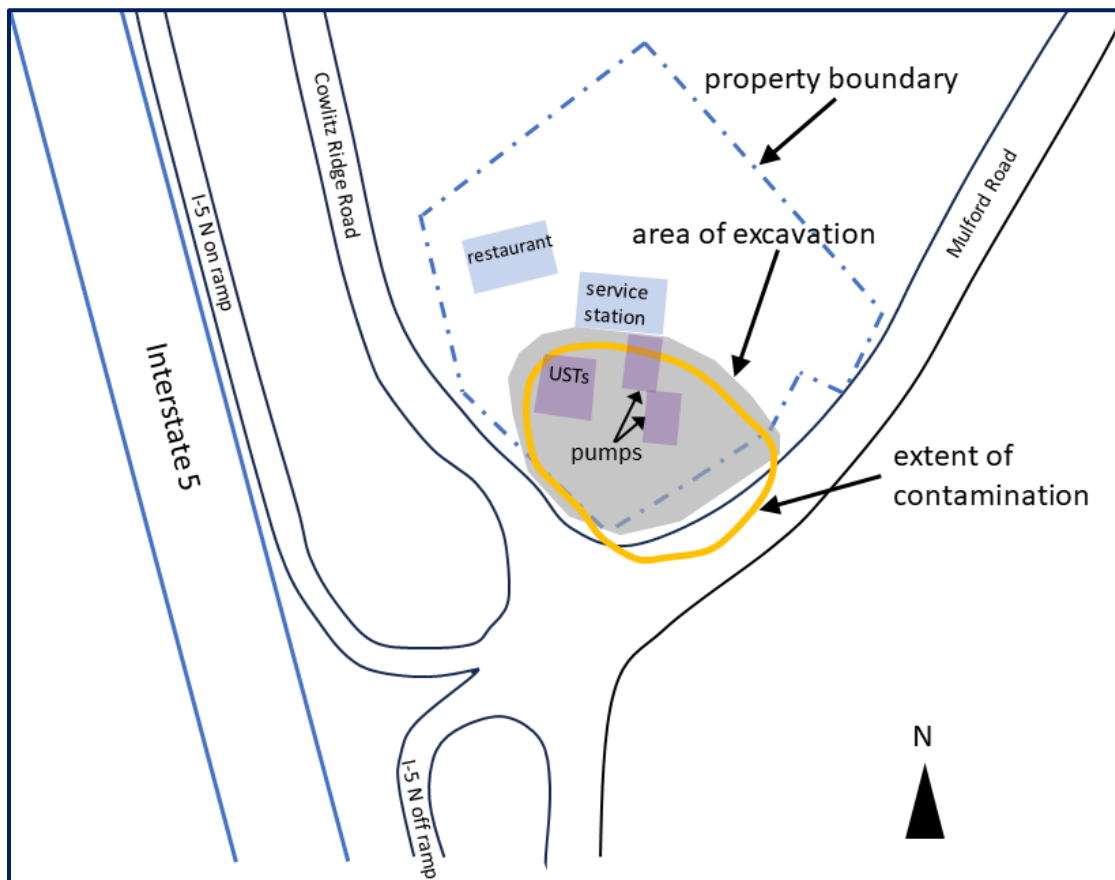 property boundary
Cowlitz Ridge Road
Mulford Road
I-5 N on ramp
restaurant
area of excavation
service
station
USTs
Interstate 5
pumps
extent of
contamination
N
I-5 N off ramp